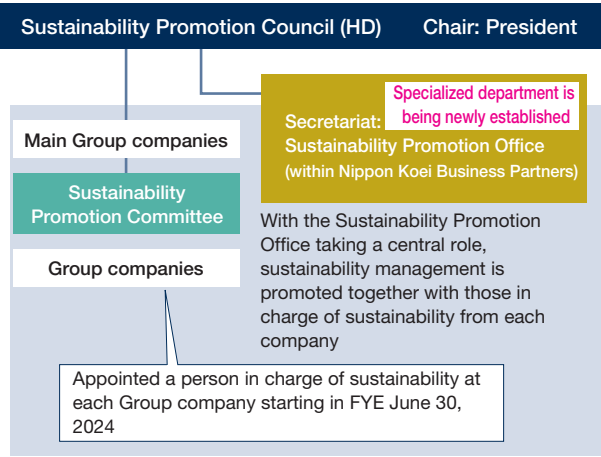 Sustainability Promotion Council (HD) Chair: President
Specialized department is
being newly established
Secretariat:
Sustainability Promotion Office
(within Nippon Koei Business Partners)
Main Group companies
Sustainability
Promotion Committee
Group companies
With the Sustainability Promotion
Office taking a central role,
sustainability management is
promoted together with those in
charge of sustainability from each
company
Appointed a person in charge of sustainability at
each Group company starting in FYE June 30,
2024